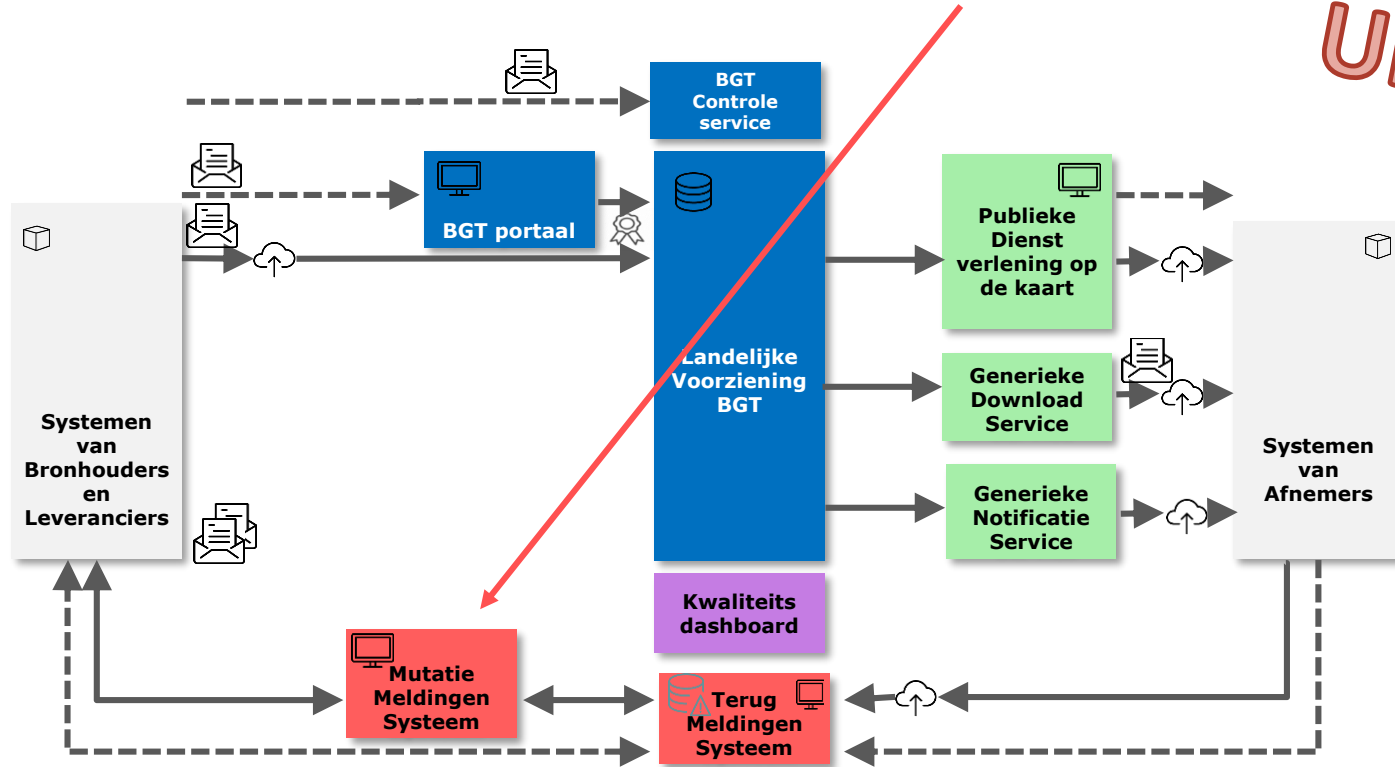 BGT
Controle
service
BGT portaal
Landelijke
Voorziening
BGT
Publieke
Dienst
verlening op
de kaart
Generieke
Download
Service
Generieke
Notificatie
Service
Systemen
van
Bronhouders
en
Leveranciers
Systemen
van
Afnemers
Kwaliteits
dashboard
Mutatie
Meldingen
Systeem
Terug
Meldingen
Systeem